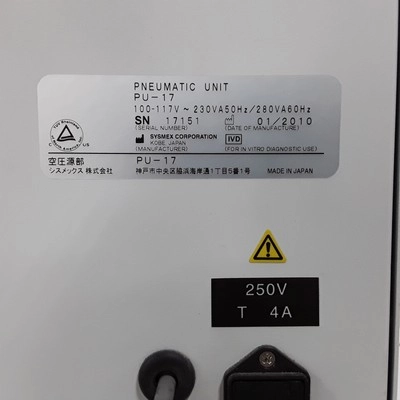 PNEUMATIC UNIT
PU-17
100-117V ~ 230VA50Hz/280VA60Hz
SN 17151 01/2010
(SERIAL NUMBER) (DATE OF MANUFACTURE)
SYSMEX CORPORATION IVD
KOBE, JAPAN
(MANUFACTURER) (FOR IN VITRO DIAGNOSTIC USE)
US
空圧源部 PU-17
シスメックス 株式会社 神戸市中央区脇浜海岸通1丁目5番1号 MADE IN JAPAN
250V
T 4A